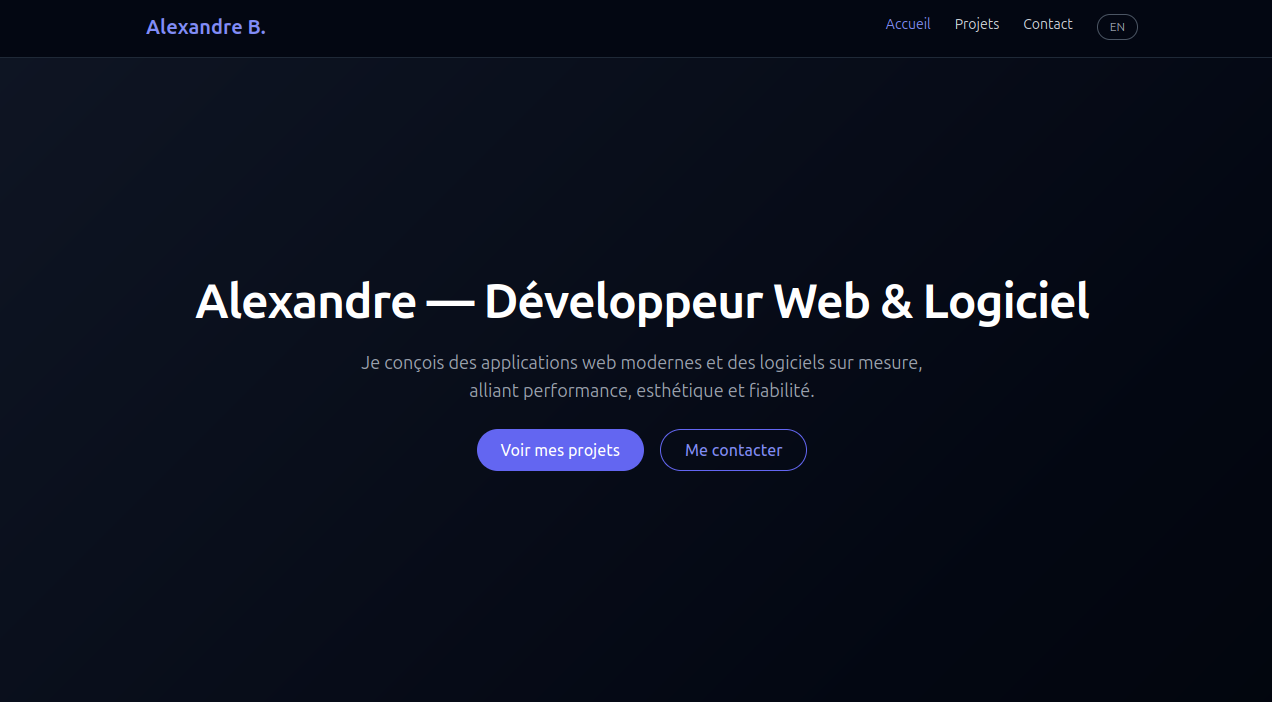 Alexandre B.
Accueil Projets Contact EN
Alexandre — Développeur Web & Logiciel
Je conçois des applications web modernes et des logiciels sur mesure,
alliant performance, esthétique et fiabilité.
Voir mes projets Me contacter